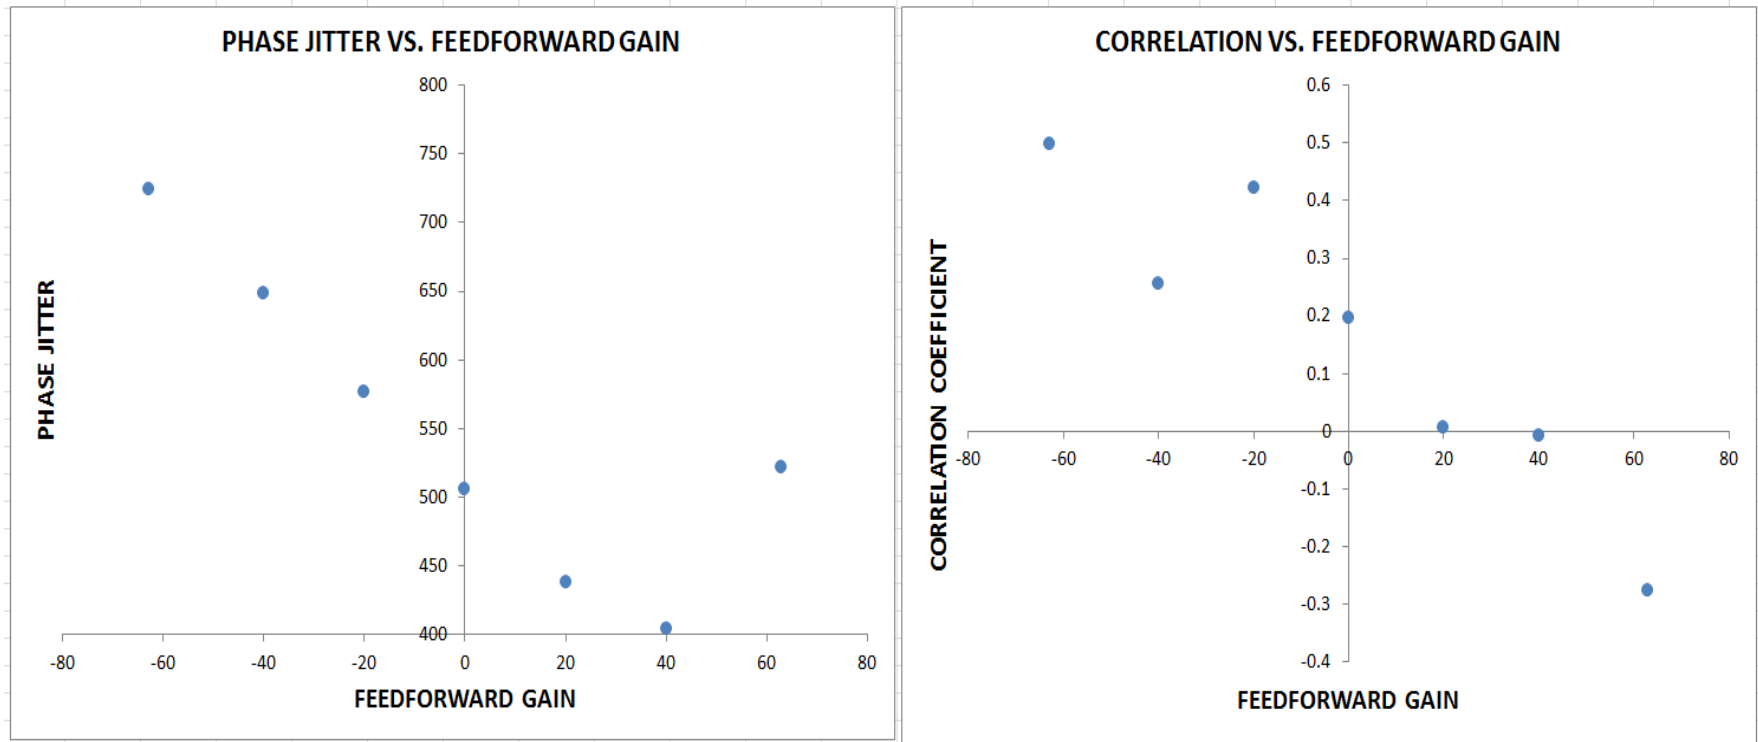 PHASE JITTER VS. FEEDFORWARD GAIN
800
750
700
650
600
550
500
450
400
-80 -60 -40 -20 0 20 40 60 80
PHASE JITTER
FEEDFORWARD GAIN
CORRELATION VS. FEEDFORWARD GAIN
0.6
0.5
0.4
0.3
0.2
0.1
0
-80 -60 -40 -20 0 20 40 60 80
-0.1
-0.2
-0.3
-0.4
CORRELATION COEFFICIENT
FEEDFORWARD GAIN